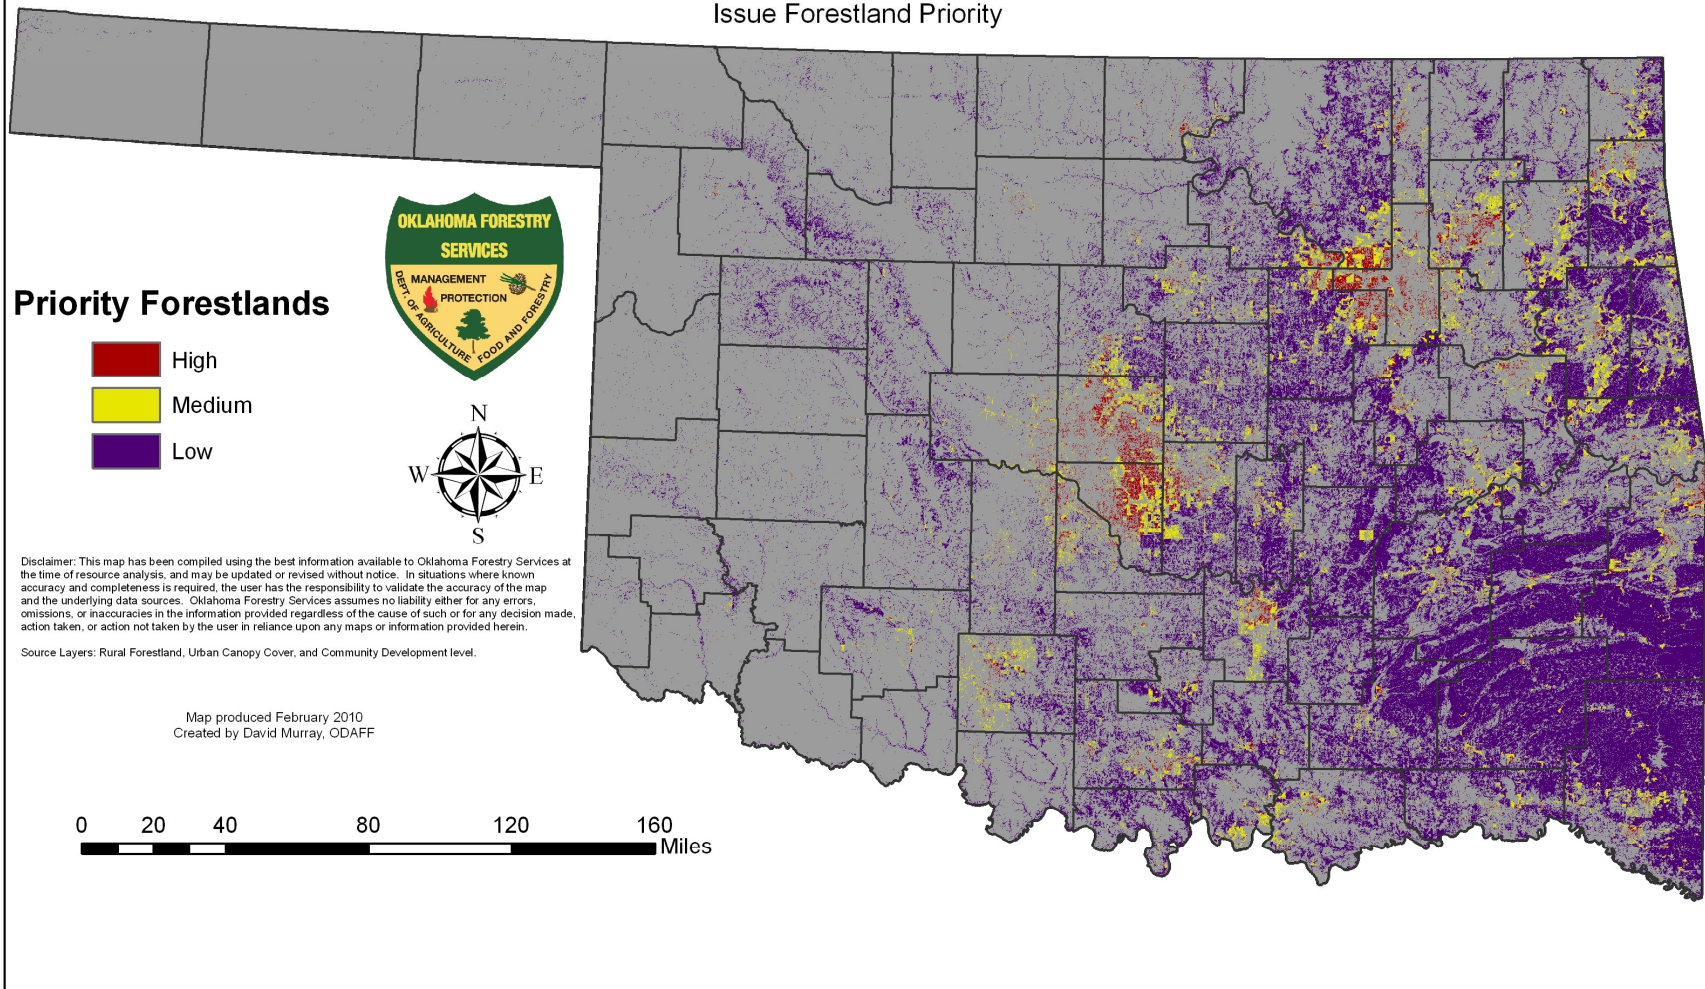 Issue Forestland Priority
OKLAHOMA FORESTRY
SERVICES
MANAGEMENT
PROTECTION
DEPT. OF AGRICULTURE FOOD AND FORESTRY
Priority Forestlands
High
Medium
Low
N
W
E
S
Disclaimer: This map has been compiled using the best information available to Oklahoma Forestry Services at
the time of resource analysis, and may be updated or revised without notice. In situations where known
accuracy and completeness is required, the user has the responsibility to validate the accuracy of the map
and the underlying data sources. Oklahoma Forestry Services assumes no liability either for any errors,
omissions, or inaccuracies in the information provided regardless of the cause of such or for any decision made,
action taken, or action not taken by the user in reliance upon any maps or information provided herein.
Source Layers: Rural Forestland, Urban Canopy Cover, and Community Development level.
Map produced February 2010
Created by David Murray, ODAFF
0 20 40 80 120 160
Miles